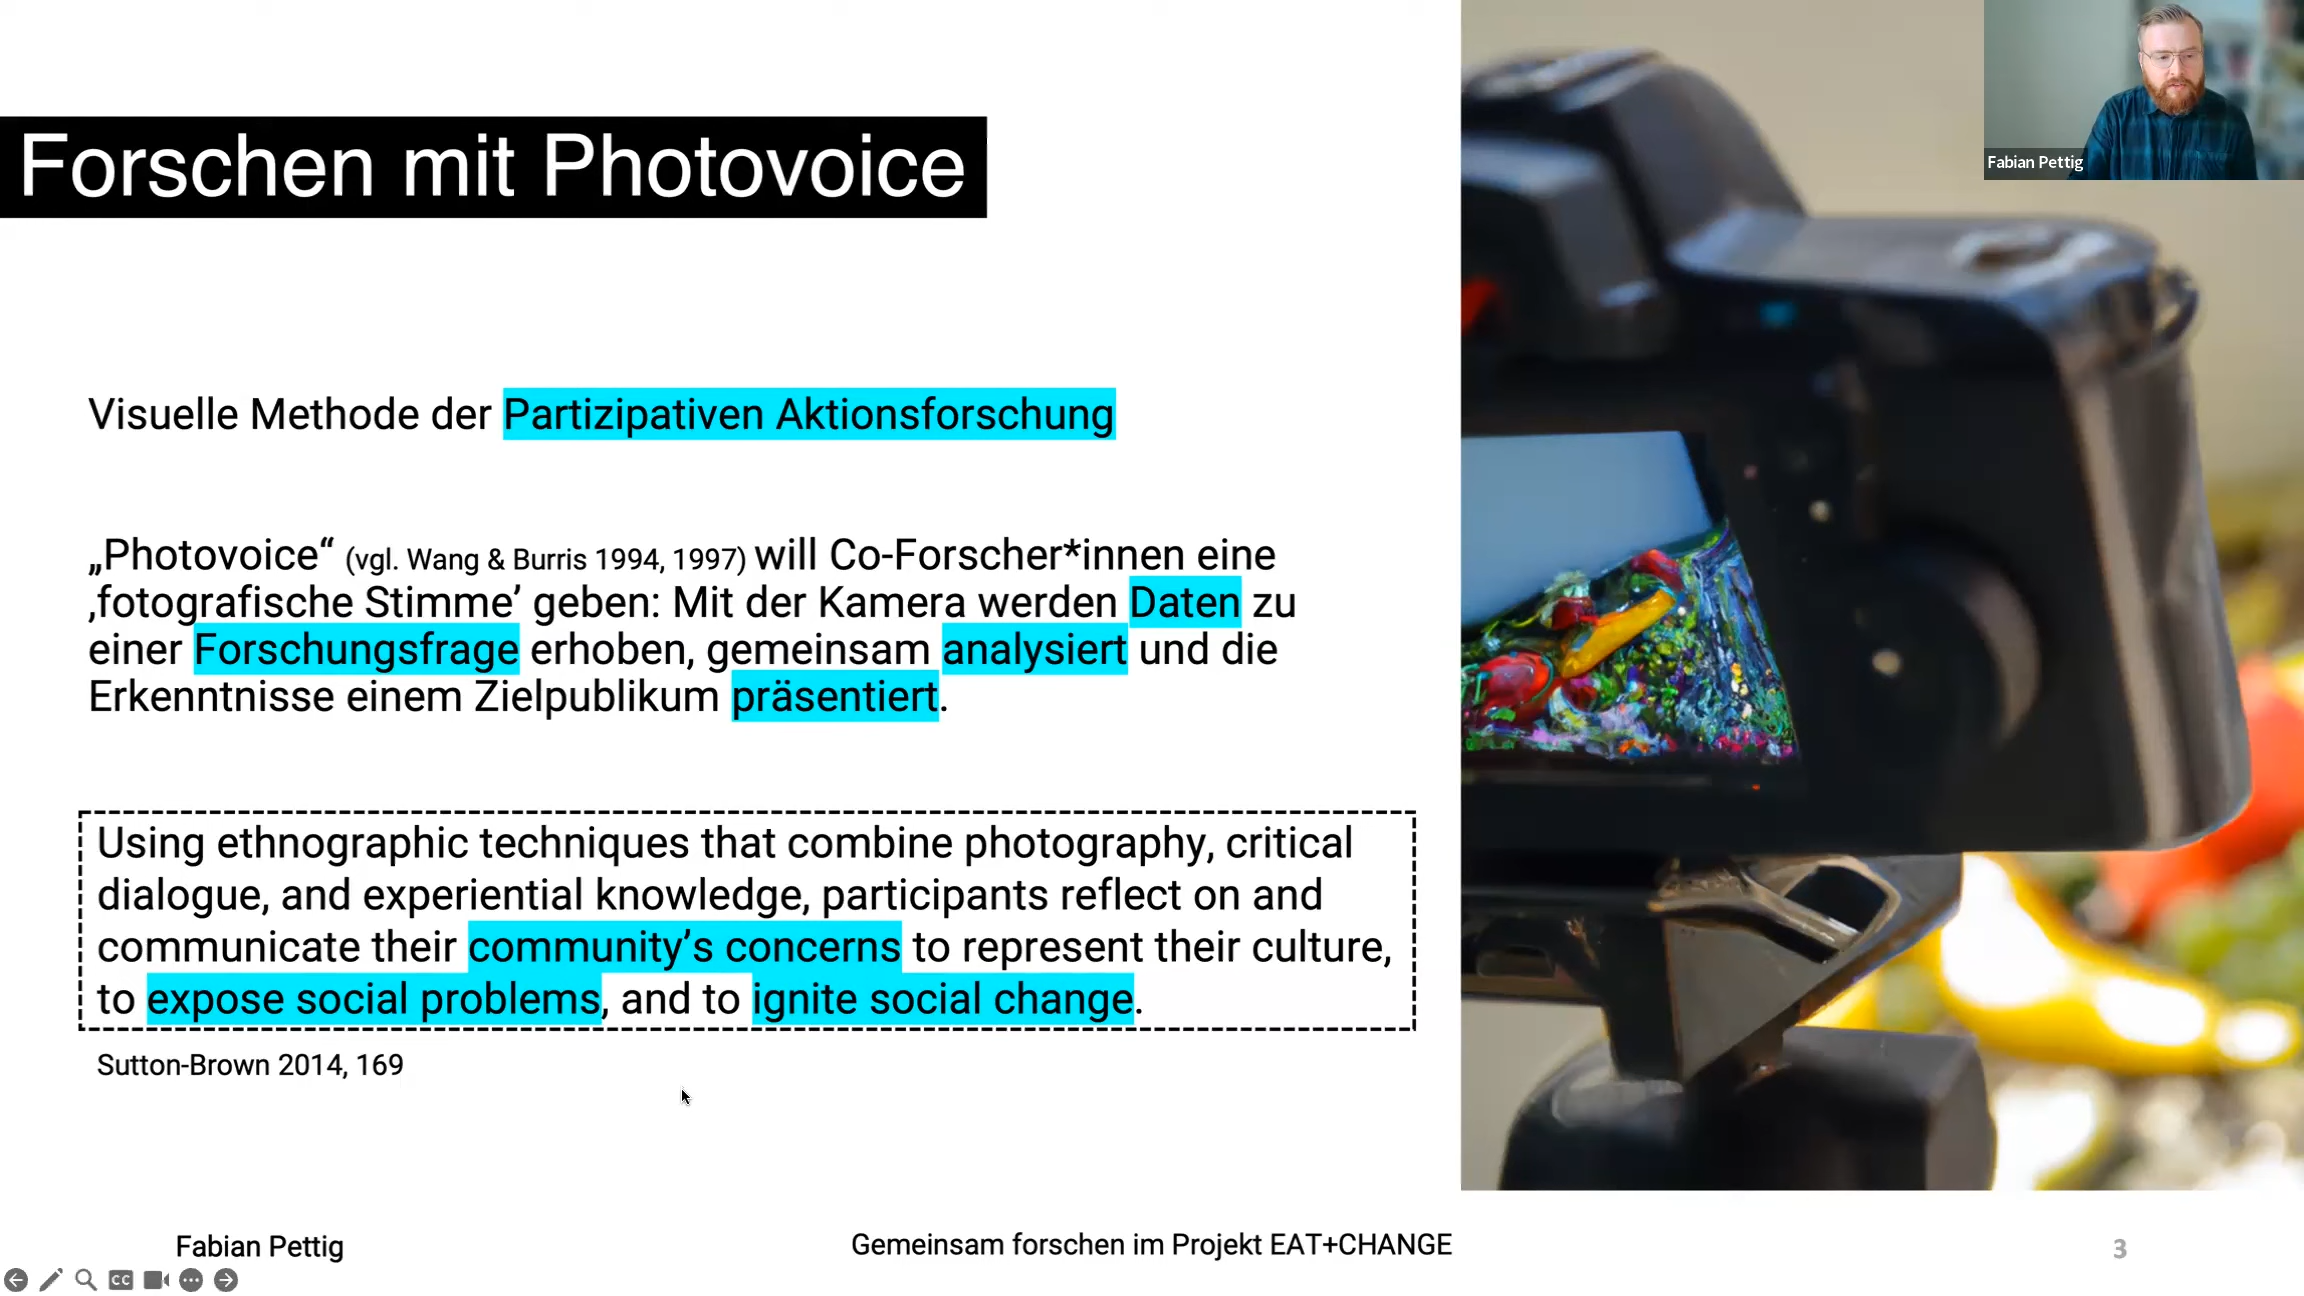 Forschen mit Photovoice
Fabian Pettig
Visuelle Methode der Partizipativen Aktionsforschung
„Photovoice“ (vgl. Wang & Burris 1994, 1997) will Co-Forscher*innen eine
‚fotografische Stimme’ geben: Mit der Kamera werden Daten zu
einer Forschungsfrage erhoben, gemeinsam analysiert und die
Erkenntnisse einem Zielpublikum präsentiert.
Using ethnographic techniques that combine photography, critical
dialogue, and experiential knowledge, participants reflect on and
communicate their community’s concerns to represent their culture,
to expose social problems, and to ignite social change.
Sutton-Brown 2014, 169
Fabian Pettig
Gemeinsam forschen im Projekt EAT+CHANGE
3
CC